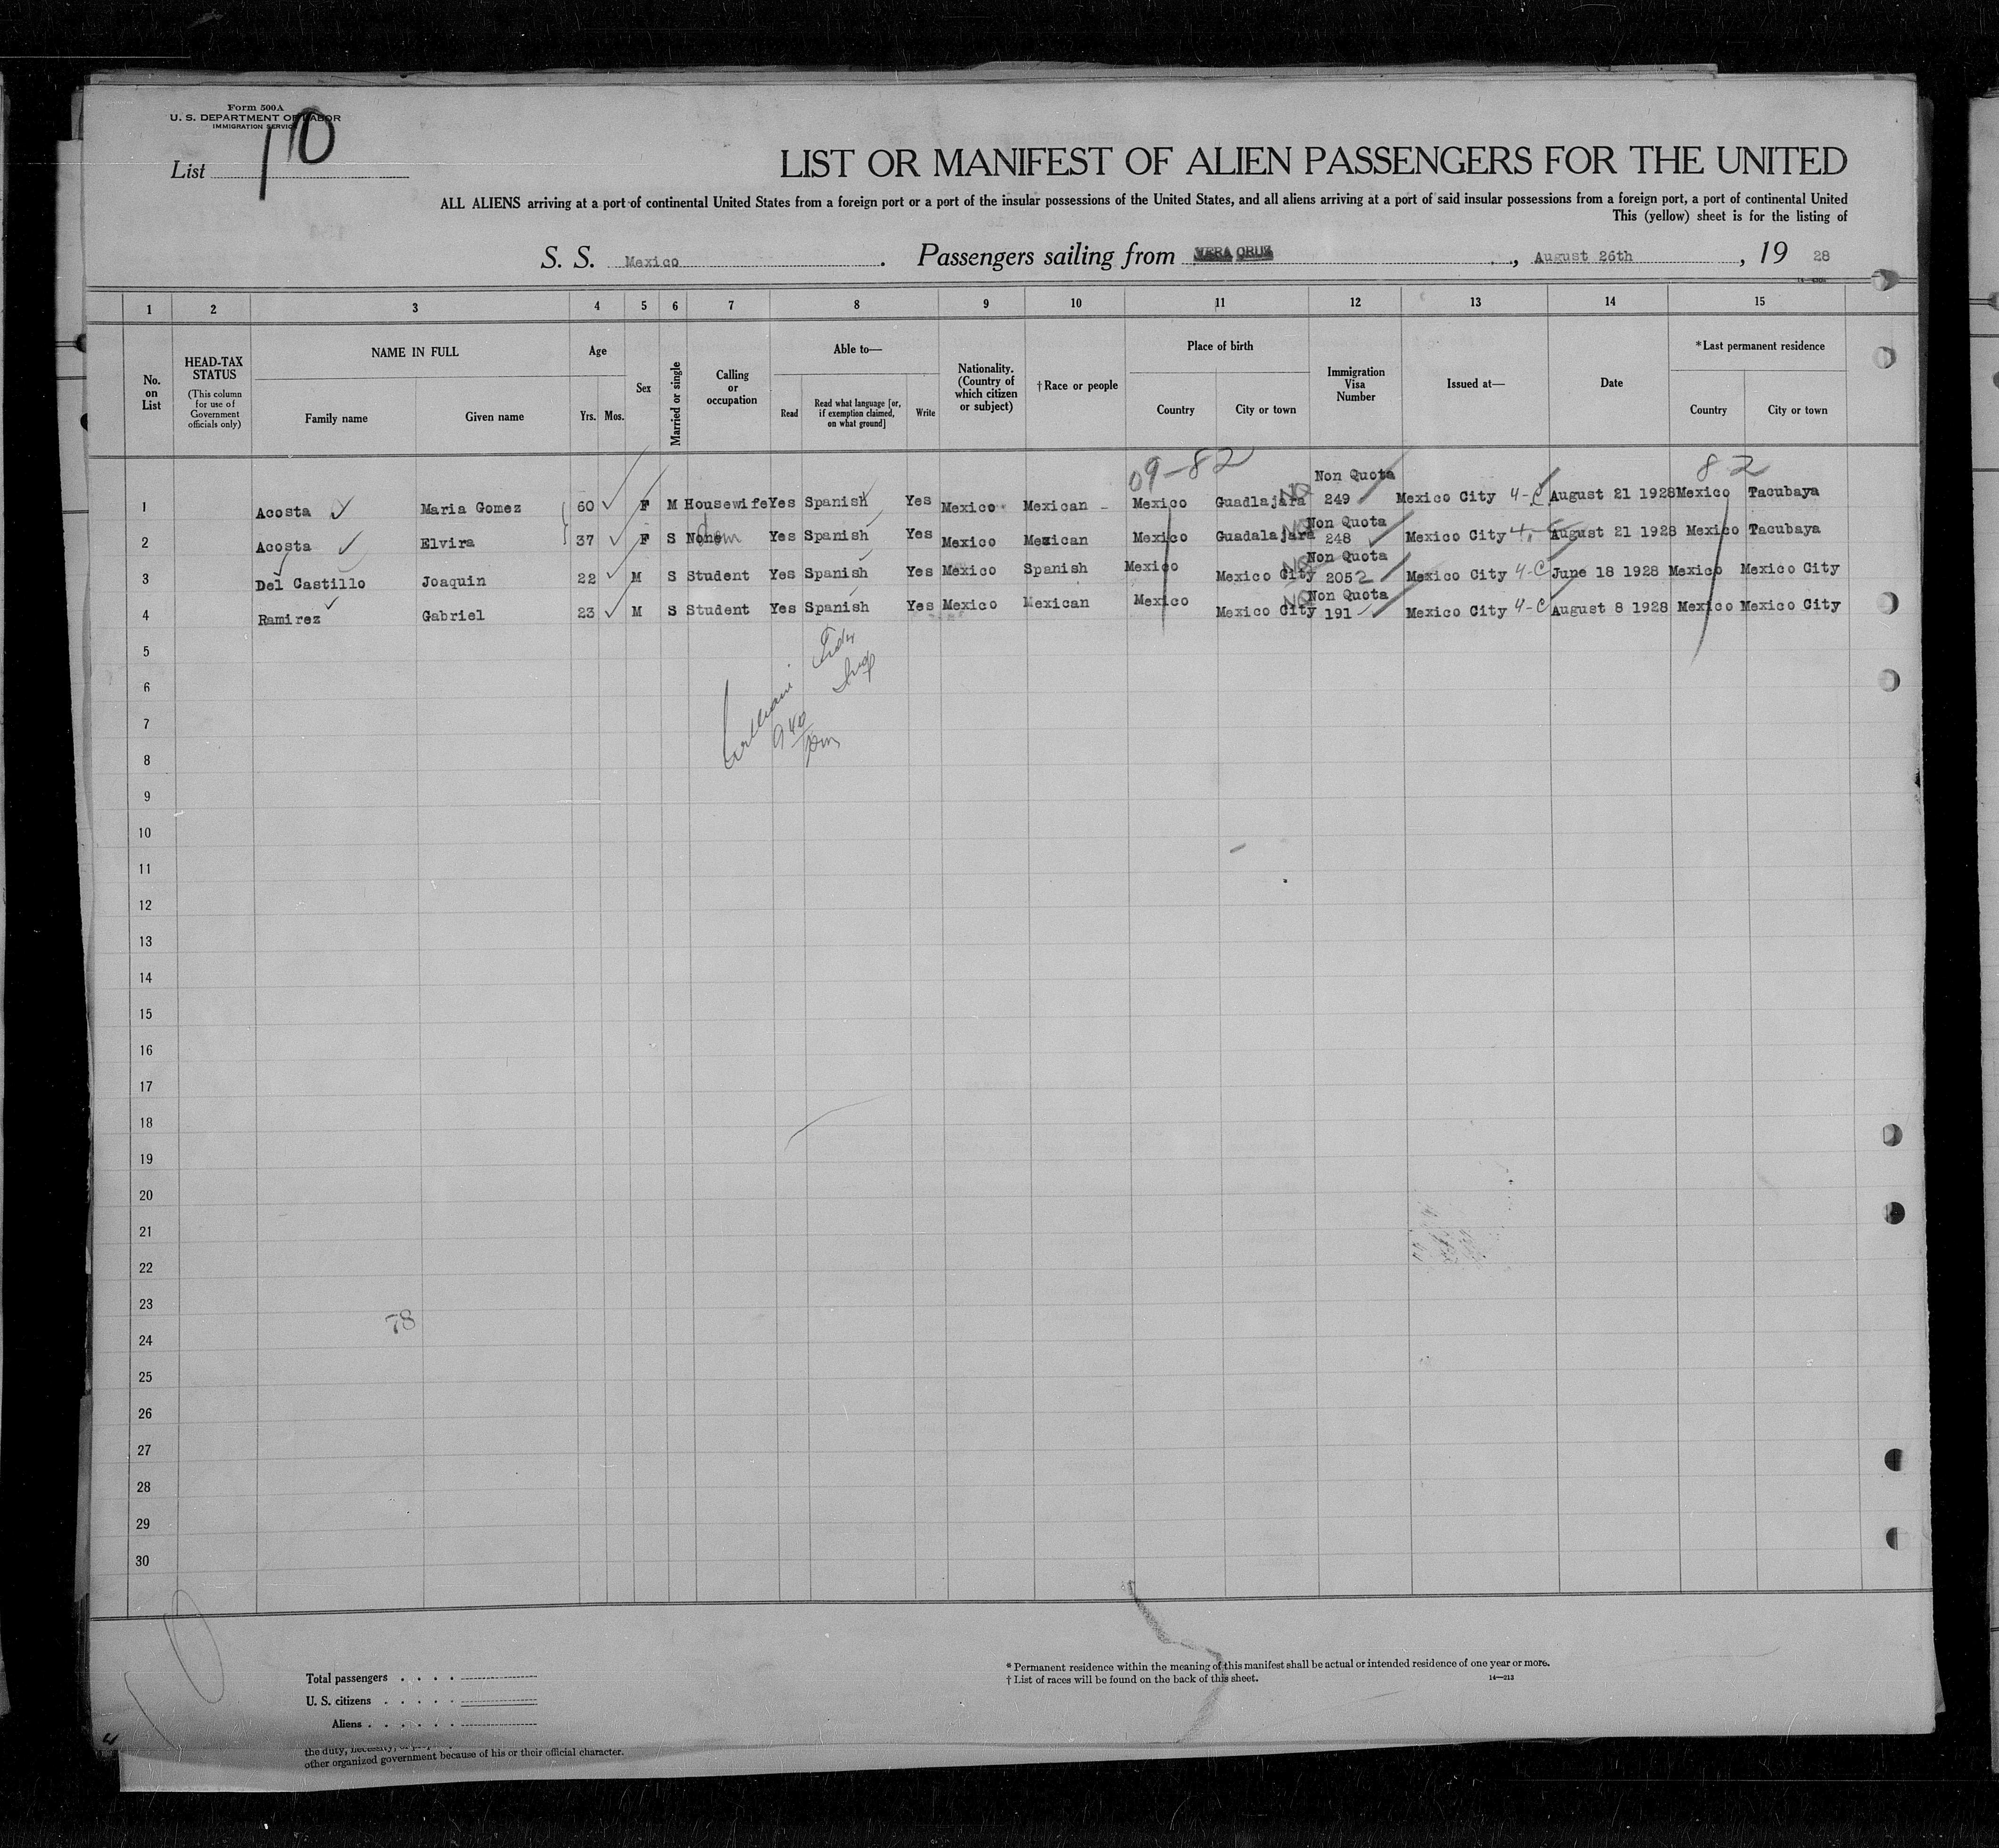 Form 500A
U. S. DEPARTMENT OF LABOR
IMMIGRATION SERVICE
List 10
LIST OR MANIFEST OF ALIEN PASSENGERS FOR THE UNITED
ALL ALIENS arriving at a port of continental United States from a foreign port or a port of the insular possessions of the United States, and all aliens arriving at a port of said insular possessions from a foreign port, a port of continental United
This (yellow) sheet is for the listing of
S. S. Mexico. Passengers sailing from VERA CRUZ, August 26th, 19 28
1 2 3 4 5 6 7 8 9 10 11 12 13 14 15
No. on List
HEAD-TAX STATUS (This column for use of Government officials only)
NAME IN FULL
Family name Given name
Age
Yrs. Mos.
Sex
Married or single
Calling or occupation
Able to—
Read Read what language [or, if exemption claimed, on what ground] Write
Nationality. (Country of which citizen or subject)
†Race or people
Place of birth
Country City or town
Immigration Visa Number
Issued at—
Date
*Last permanent residence
Country City or town
09-82 82
1 Acosta Maria Gomez 60 F M Housewife Yes Spanish Yes Mexico Mexican Mexico Guadlajara NQ Non Quota 249 Mexico City 4-C August 21 1928 Mexico Tacubaya
2 Acosta Elvira 37 F S None Yes Spanish Yes Mexico Mexican Mexico Guadalajara NQ Non Quota 248 Mexico City 4-C August 21 1928 Mexico Tacubaya
3 Del Castillo Joaquin 22 M S Student Yes Spanish Yes Mexico Spanish Mexico Mexico City NQ Non Quota 2052 Mexico City 4-C June 18 1928 Mexico Mexico City
4 Ramirez Gabriel 23 M S Student Yes Spanish Yes Mexico Mexican Mexico Mexico City NQ Non Quota 191 Mexico City 4-C August 8 1928 Mexico Mexico City
5
6
7
940 pm
8
9
10
11
12
13
14
15
16
17
18
19
20
21
22
23
78
24
25
26
27
28
29
30
Total passengers
U. S. citizens
Aliens
* Permanent residence within the meaning of this manifest shall be actual or intended residence of one year or more.
† List of races will be found on the back of this sheet.
14—213
the duty, necessity, or
other organized government because of his or their official character.